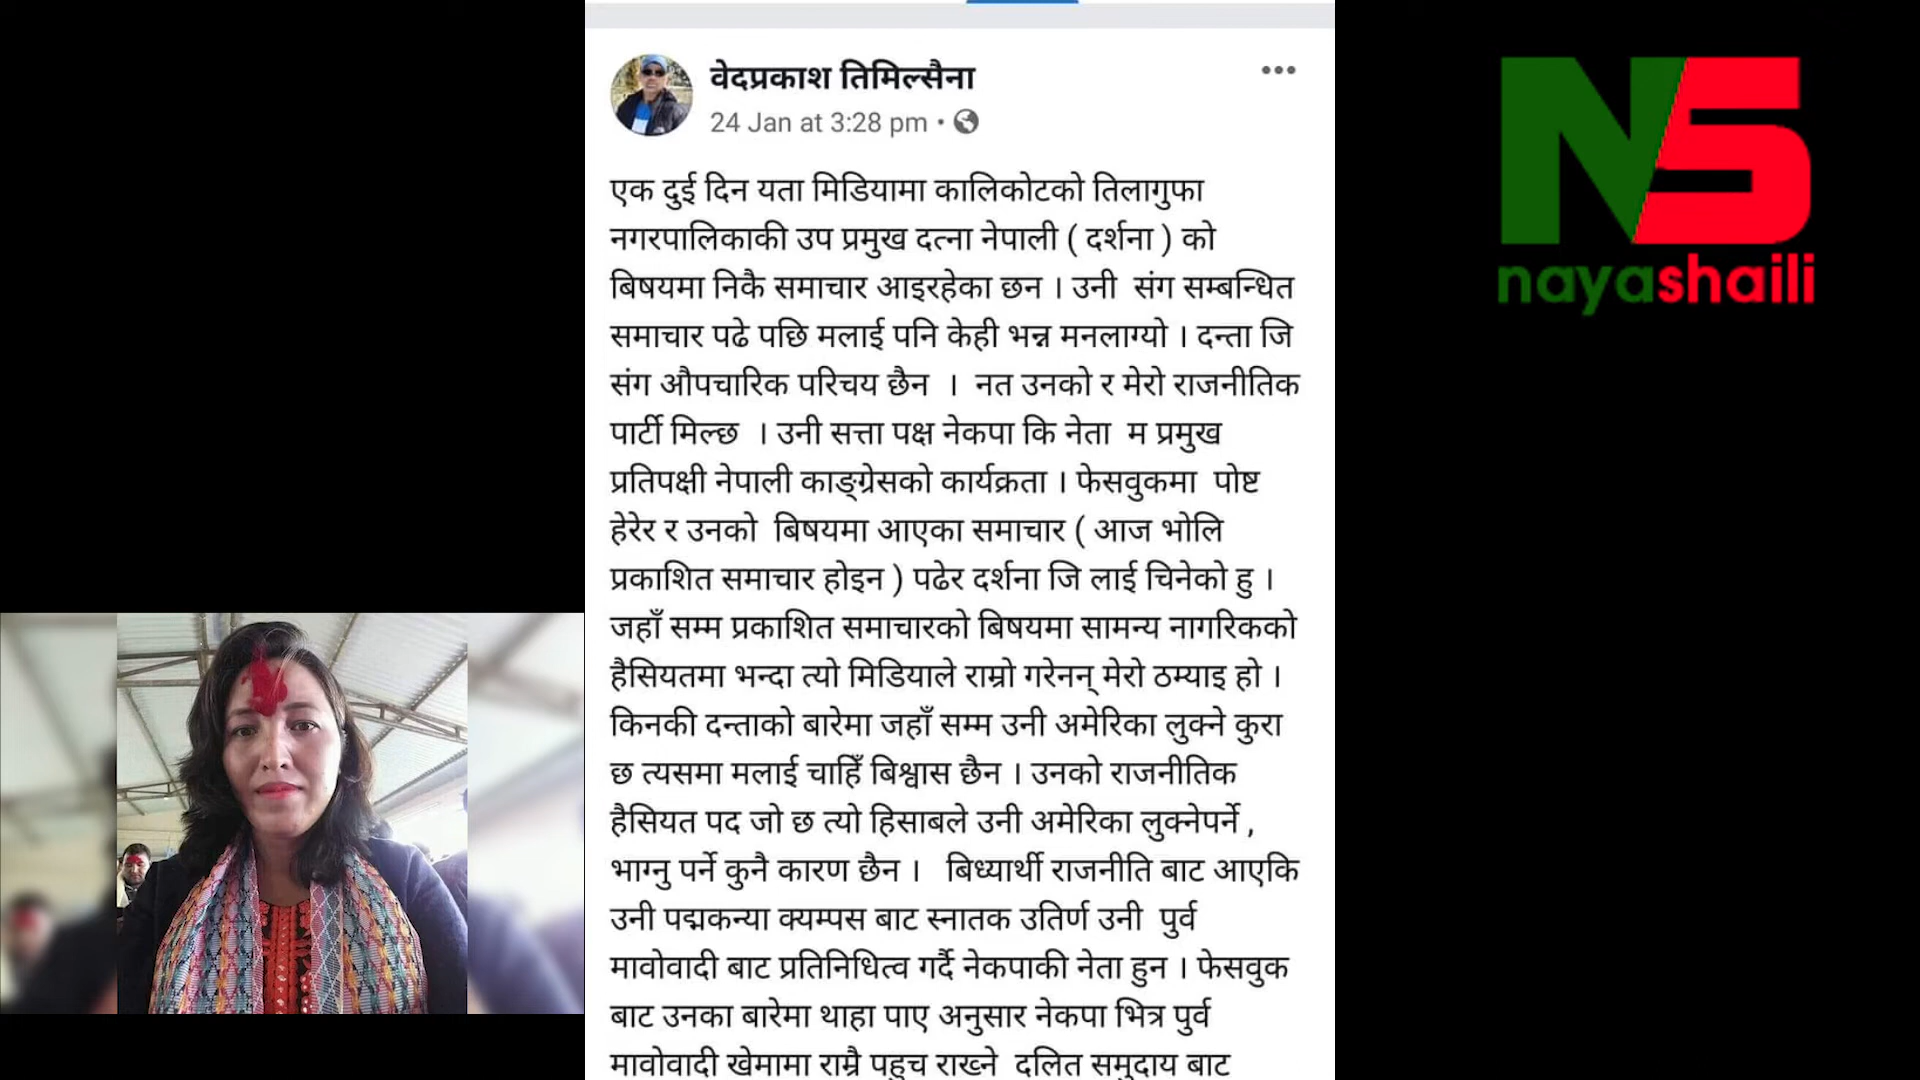 वेदप्रकाश तिमिल्सैना
24 Jan at 3:28 pm •
एक दुई दिन यता मिडियामा कालिकोटको तिलागुफा
नगरपालिकाकी उप प्रमुख दत्ना नेपाली ( दर्शना ) को
बिषयमा निकै समाचार आइरहेका छन । उनी संग सम्बन्धित
समाचार पढे पछि मलाई पनि केही भन्न मनलाग्यो । दन्ता जि
संग औपचारिक परिचय छैन । नत उनको र मेरो राजनीतिक
पार्टी मिल्छ । उनी सत्ता पक्ष नेकपा कि नेता म प्रमुख
प्रतिपक्षी नेपाली काङ्ग्रेसको कार्यक्रता । फेसवुकमा पोष्ट
हेरेर र उनको बिषयमा आएका समाचार ( आज भोलि
प्रकाशित समाचार होइन ) पढेर दर्शना जि लाई चिनेको हु ।
जहाँ सम्म प्रकाशित समाचारको बिषयमा सामन्य नागरिकको
हैसियतमा भन्दा त्यो मिडियाले राम्रो गरेनन् मेरो ठम्याइ हो ।
किनकी दन्ताको बारेमा जहाँ सम्म उनी अमेरिका लुक्ने कुरा
छ त्यसमा मलाई चाहिँ बिश्वास छैन । उनको राजनीतिक
हैसियत पद जो छ त्यो हिसाबले उनी अमेरिका लुक्नेपर्ने ,
भाग्नु पर्ने कुनै कारण छैन । बिध्यार्थी राजनीति बाट आएकि
उनी पद्मकन्या क्यम्पस बाट स्नातक उतिर्ण उनी पुर्व
मावोवादी बाट प्रतिनिधित्व गर्दै नेकपाकी नेता हुन । फेसवुक
बाट उनका बारेमा थाहा पाए अनुसार नेकपा भित्र पुर्व
मावोवादी खेमामा राम्रै पहुच राख्ने दलित समुदाय बाट
NS
nayashaili